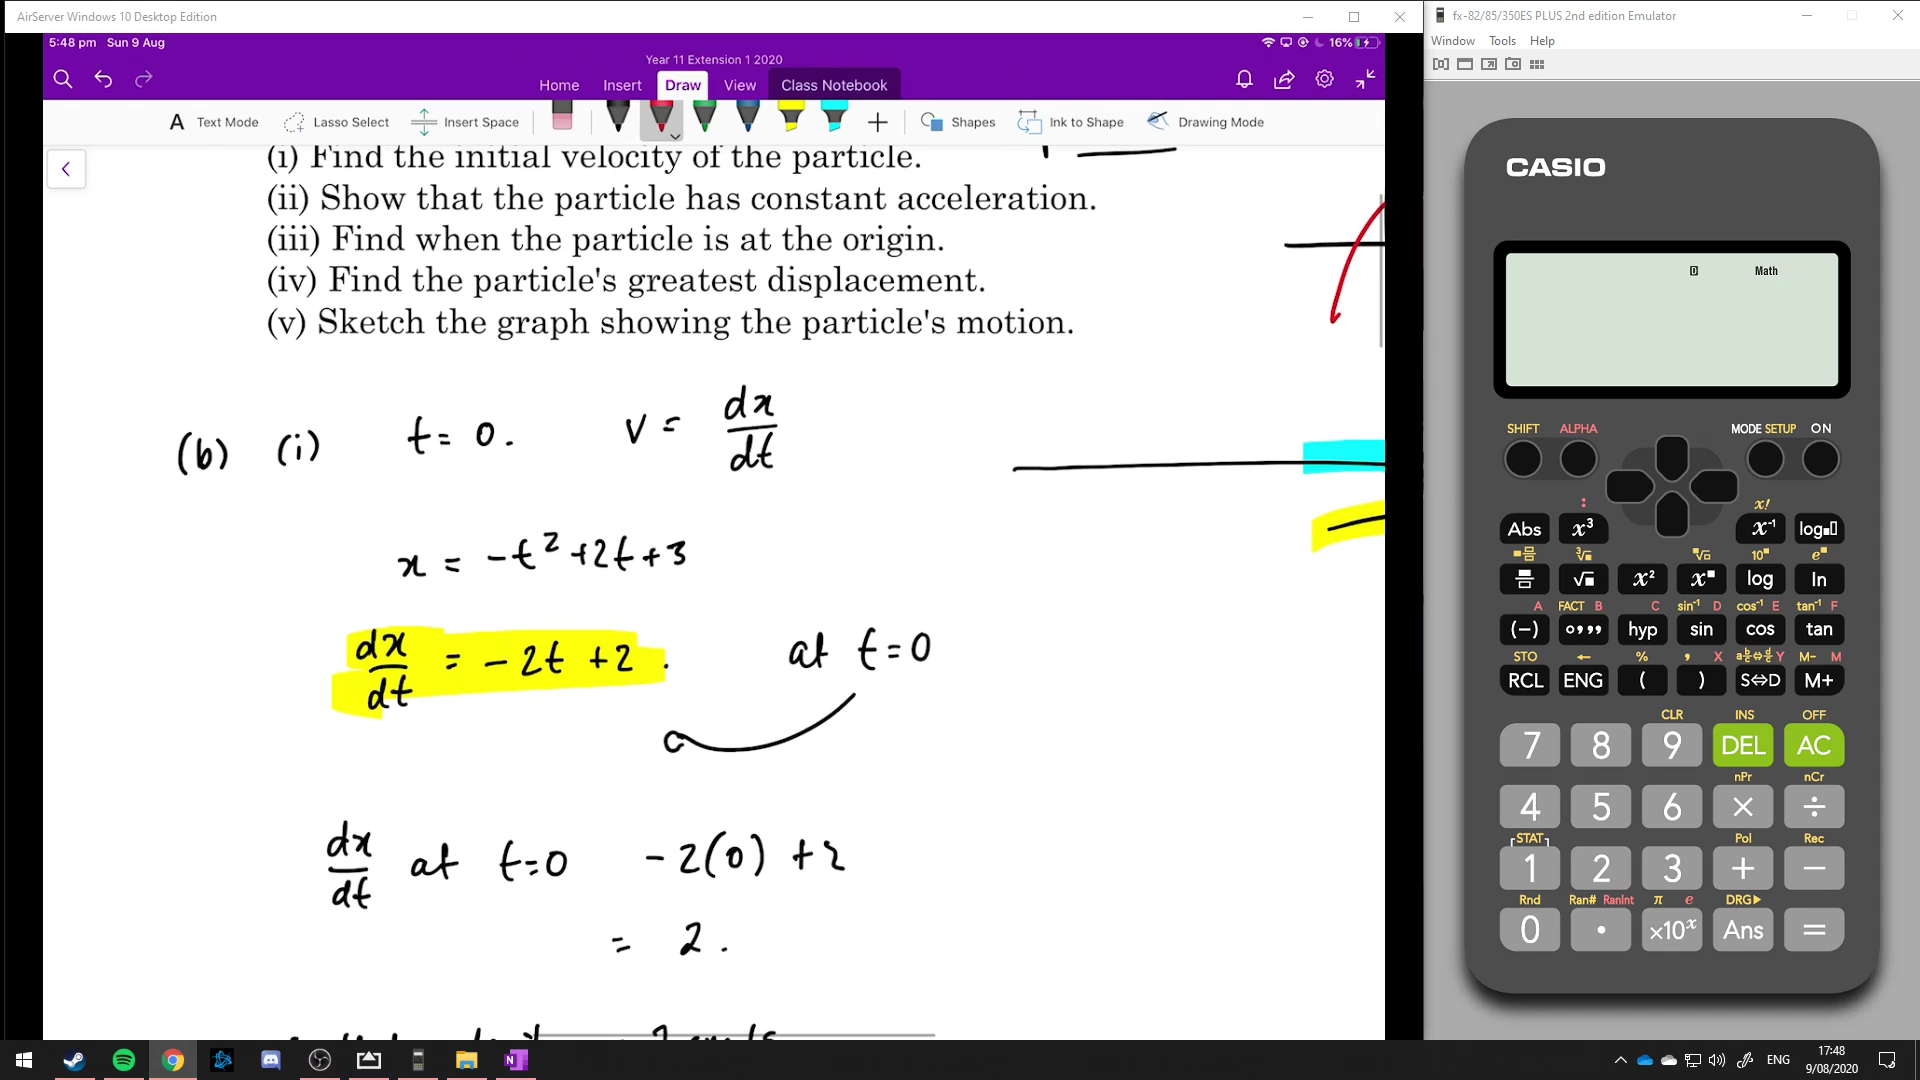 AirServer Windows 10 Desktop Edition
5:48 pm Sun 9 Aug
16%
Year 11 Extension 1 2020
Home Insert Draw View Class Notebook
A Text Mode Lasso Select Insert Space Shapes Ink to Shape Drawing Mode
(i) Find the initial velocity of the particle.
(ii) Show that the particle has constant acceleration.
(iii) Find when the particle is at the origin.
(iv) Find the particle's greatest displacement.
(v) Sketch the graph showing the particle's motion.
(b) (i) t = 0. v = dx/dt
x = -t² + 2t + 3
dx/dt = -2t + 2. at t = 0
dx/dt at t=0 -2(0) + 2
= 2.
fx-82/85/350ES PLUS 2nd edition Emulator
Window Tools Help
CASIO
D Math
SHIFT ALPHA MODE SETUP ON
: x!
Abs x³ x⁻¹ log▪▯
▪▤ ³√▪ ▪√▫ 10▪ e▪
▤ √▪ x² x▪ log ln
A FACT B C sin⁻¹ D cos⁻¹ E tan⁻¹ F
(−) °,,, hyp sin cos tan
STO ← % , X a b/c⇔d/c Y M- M
RCL ENG ( ) S⇔D M+
CLR INS OFF
7 8 9 DEL AC
nPr nCr
4 5 6 × ÷
STAT Pol Rec
1 2 3 + −
Rnd Ran# RanInt π e DRG▶
0 . ×10ˣ Ans =
ENG
17:48
9/08/2020